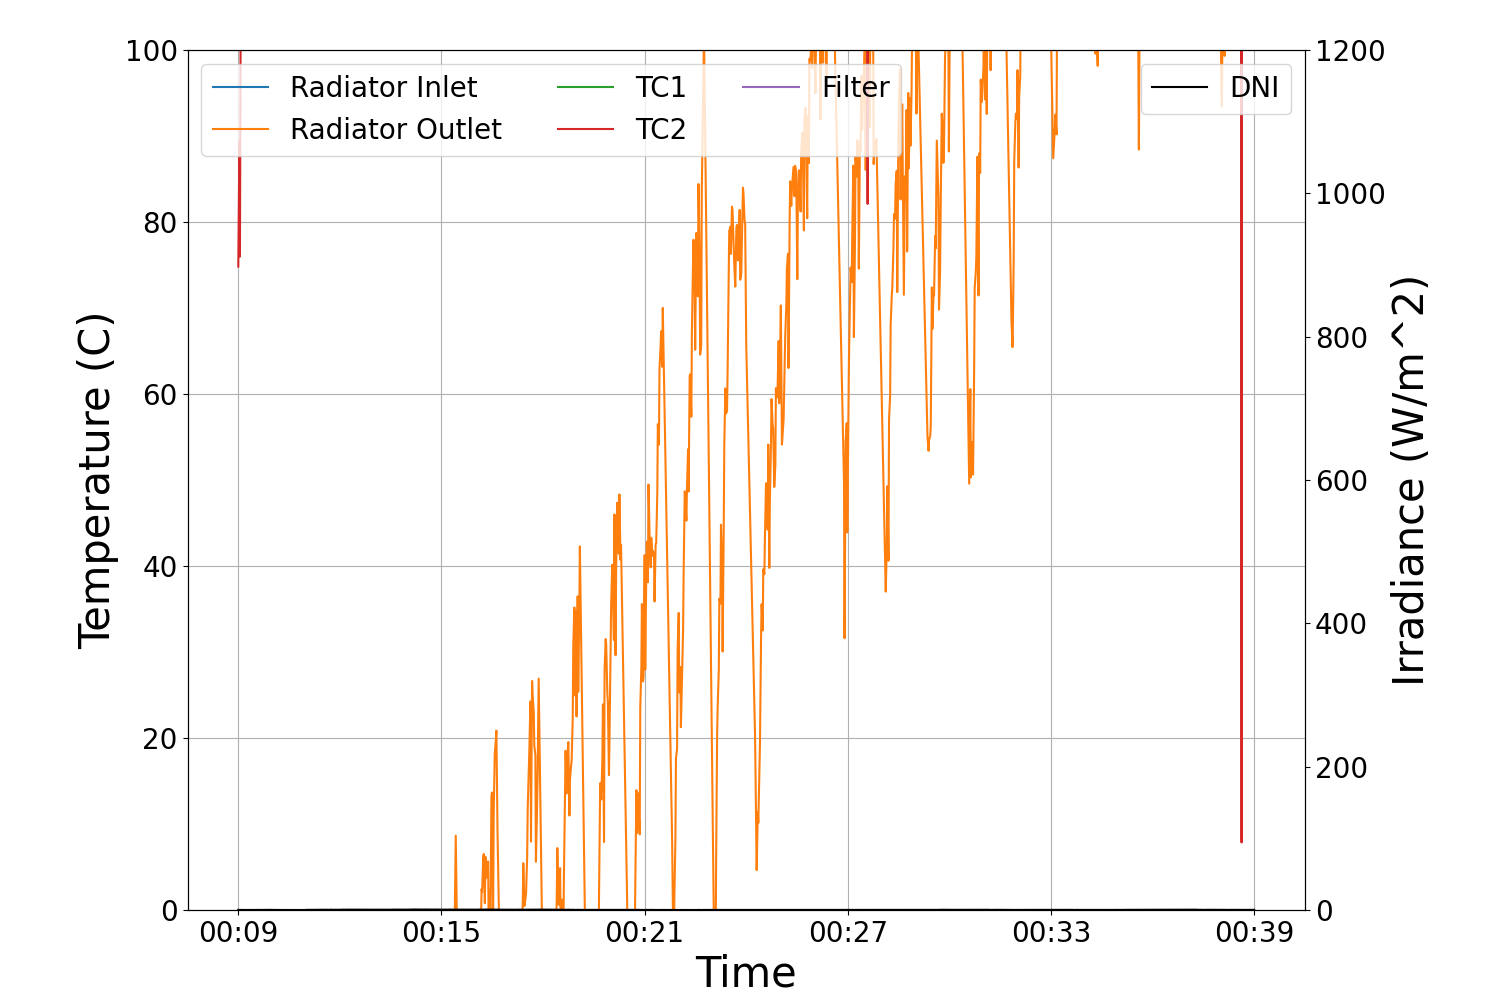 100
80
60
40
20
0
Temperature (C)
Radiator Inlet
Radiator Outlet
TC1
TC2
Filter
DNI
1200
1000
800
600
400
200
0
Irradiance (W/m^2)
00:09 00:15 00:21 00:27 00:33 00:39
Time